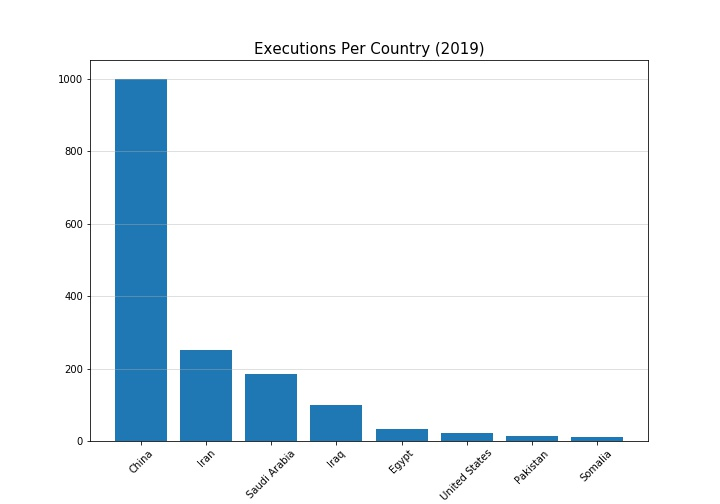 Executions Per Country (2019)
1000
800
600
400
200
0
China
Iran
Saudi Arabia
Iraq
Egypt
United States
Pakistan
Somalia